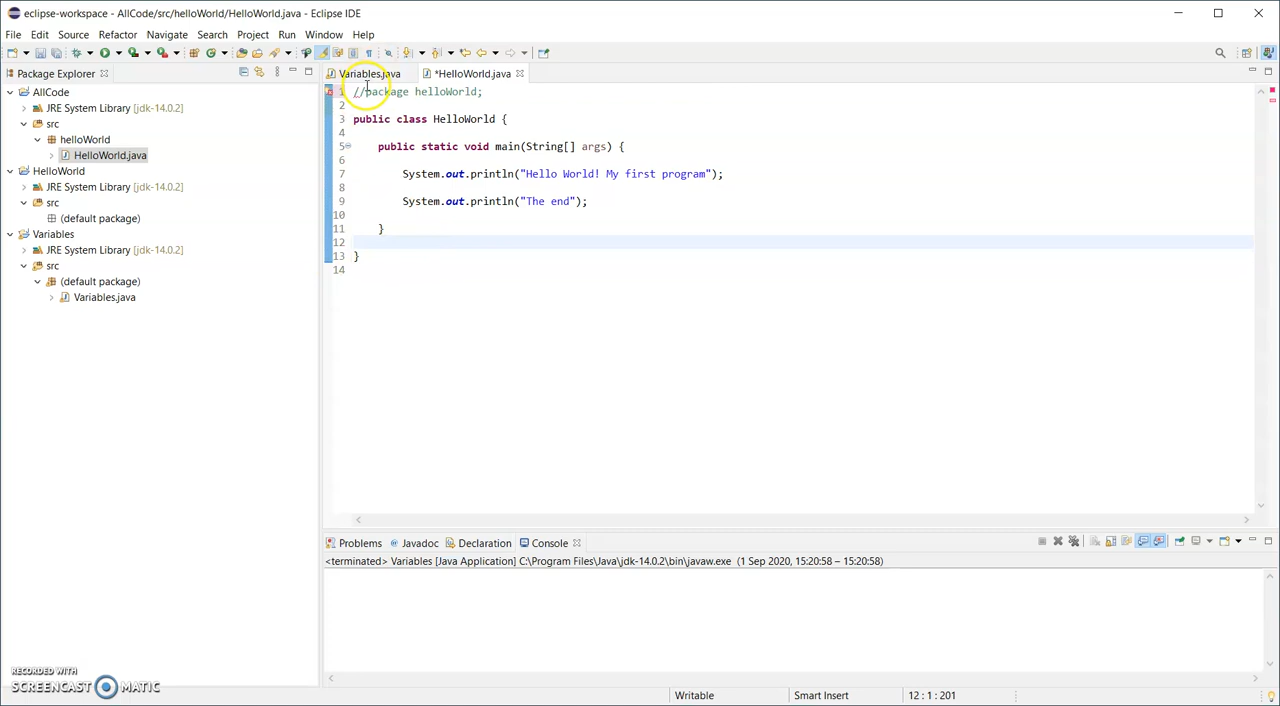 eclipse-workspace - AllCode/src/helloWorld/HelloWorld.java - Eclipse IDE
File Edit Source Refactor Navigate Search Project Run Window Help
Package Explorer
AllCode
JRE System Library [jdk-14.0.2]
src
helloWorld
HelloWorld.java
HelloWorld
JRE System Library [jdk-14.0.2]
src
(default package)
Variables
JRE System Library [jdk-14.0.2]
src
(default package)
Variables.java
Variables.java *HelloWorld.java
1 //package helloWorld;
2
3 public class HelloWorld {
4
5 public static void main(String[] args) {
6
7 System.out.println("Hello World! My first program");
8
9 System.out.println("The end");
10
11 }
12
13 }
14
Problems Javadoc Declaration Console
<terminated> Variables [Java Application] C:\Program Files\Java\jdk-14.0.2\bin\javaw.exe (1 Sep 2020, 15:20:58 – 15:20:58)
RECORDED WITH
SCREENCAST MATIC
Writable Smart Insert 12 : 1 : 201